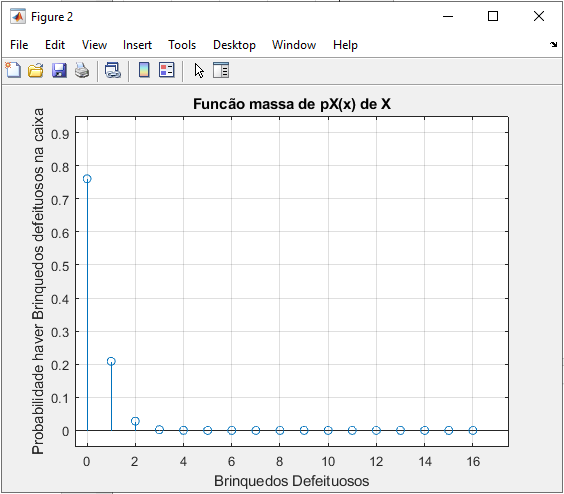 Figure 2
File Edit View Insert Tools Desktop Window Help
Funcão massa de pX(x) de X
Probabilidade haver Brinquedos defeituosos na caixa
0.9
0.8
0.7
0.6
0.5
0.4
0.3
0.2
0.1
0
0 2 4 6 8 10 12 14 16
Brinquedos Defeituosos